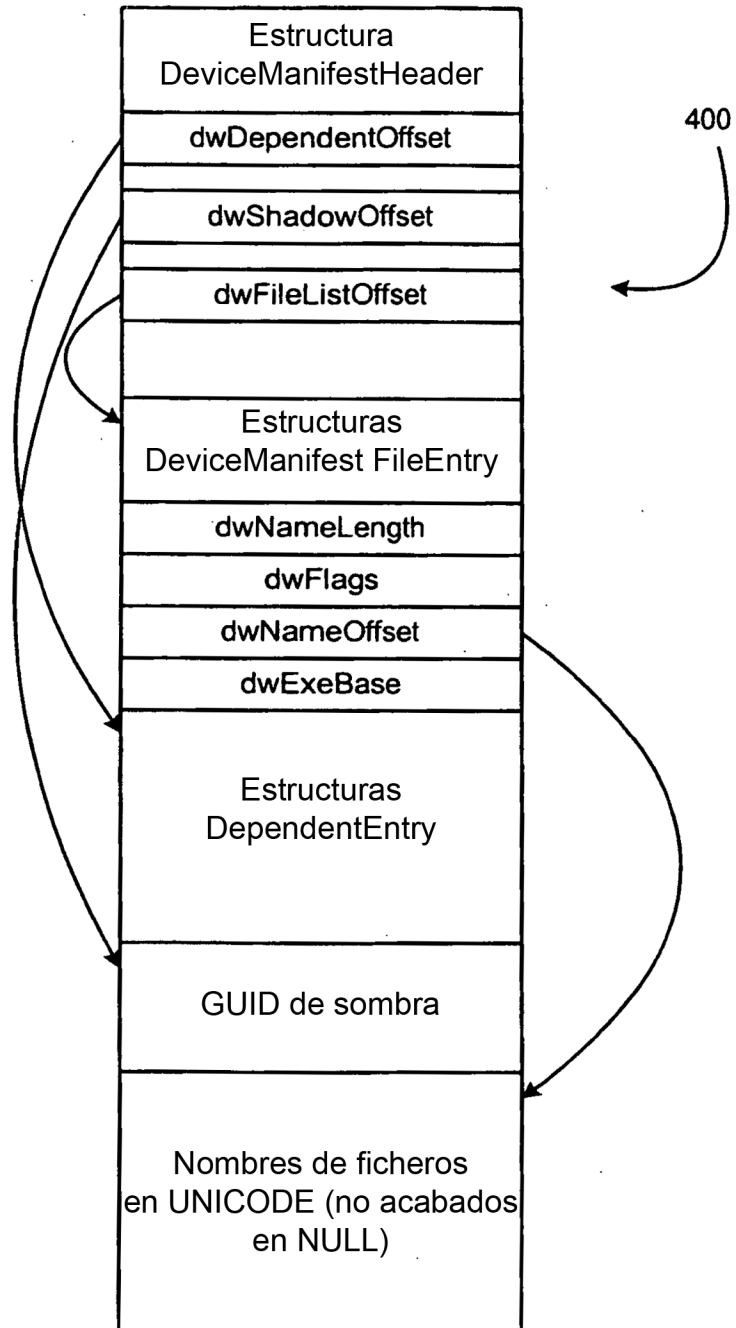 Estructura
DeviceManifestHeader
dwDependentOffset
400
dwShadowOffset
dwFileListOffset
Estructuras
DeviceManifest FileEntry
dwNameLength
dwFlags
dwNameOffset
dwExeBase
Estructuras
DependentEntry
GUID de sombra
Nombres de ficheros
en UNICODE (no acabados
en NULL)